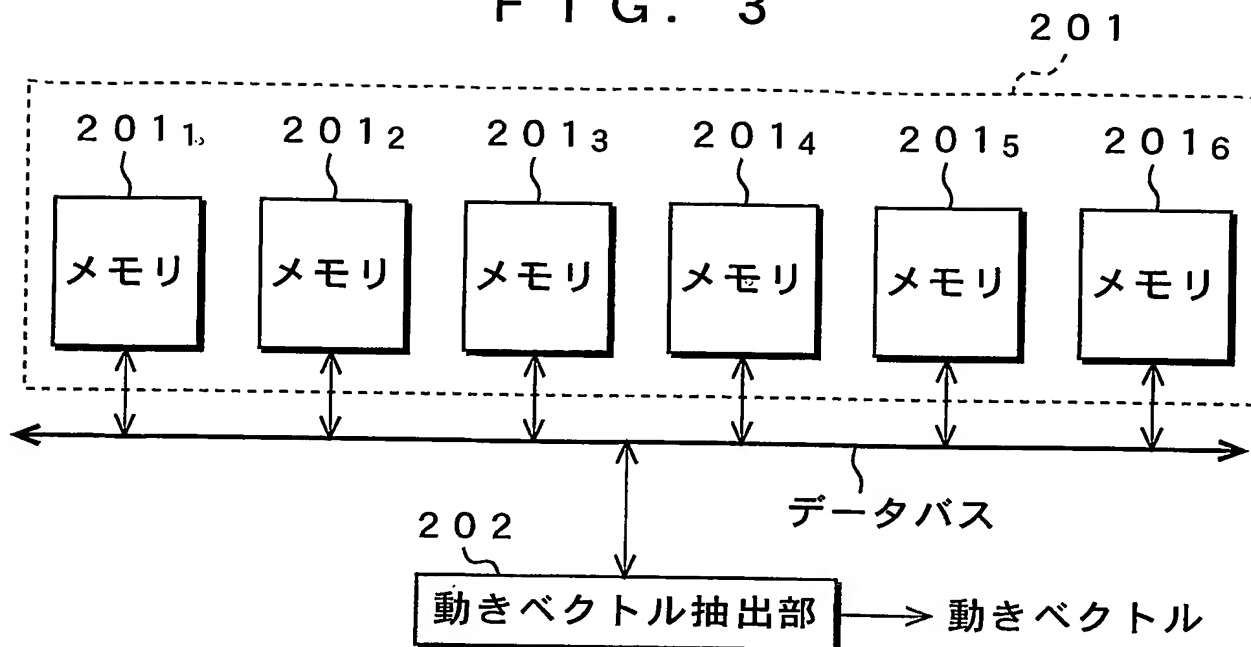 FIG. 3
201
201₁ 201₂ 201₃ 201₄ 201₅ 201₆
メモリ メモリ メモリ メモリ メモリ メモリ
データバス
202
動きベクトル抽出部 動きベクトル